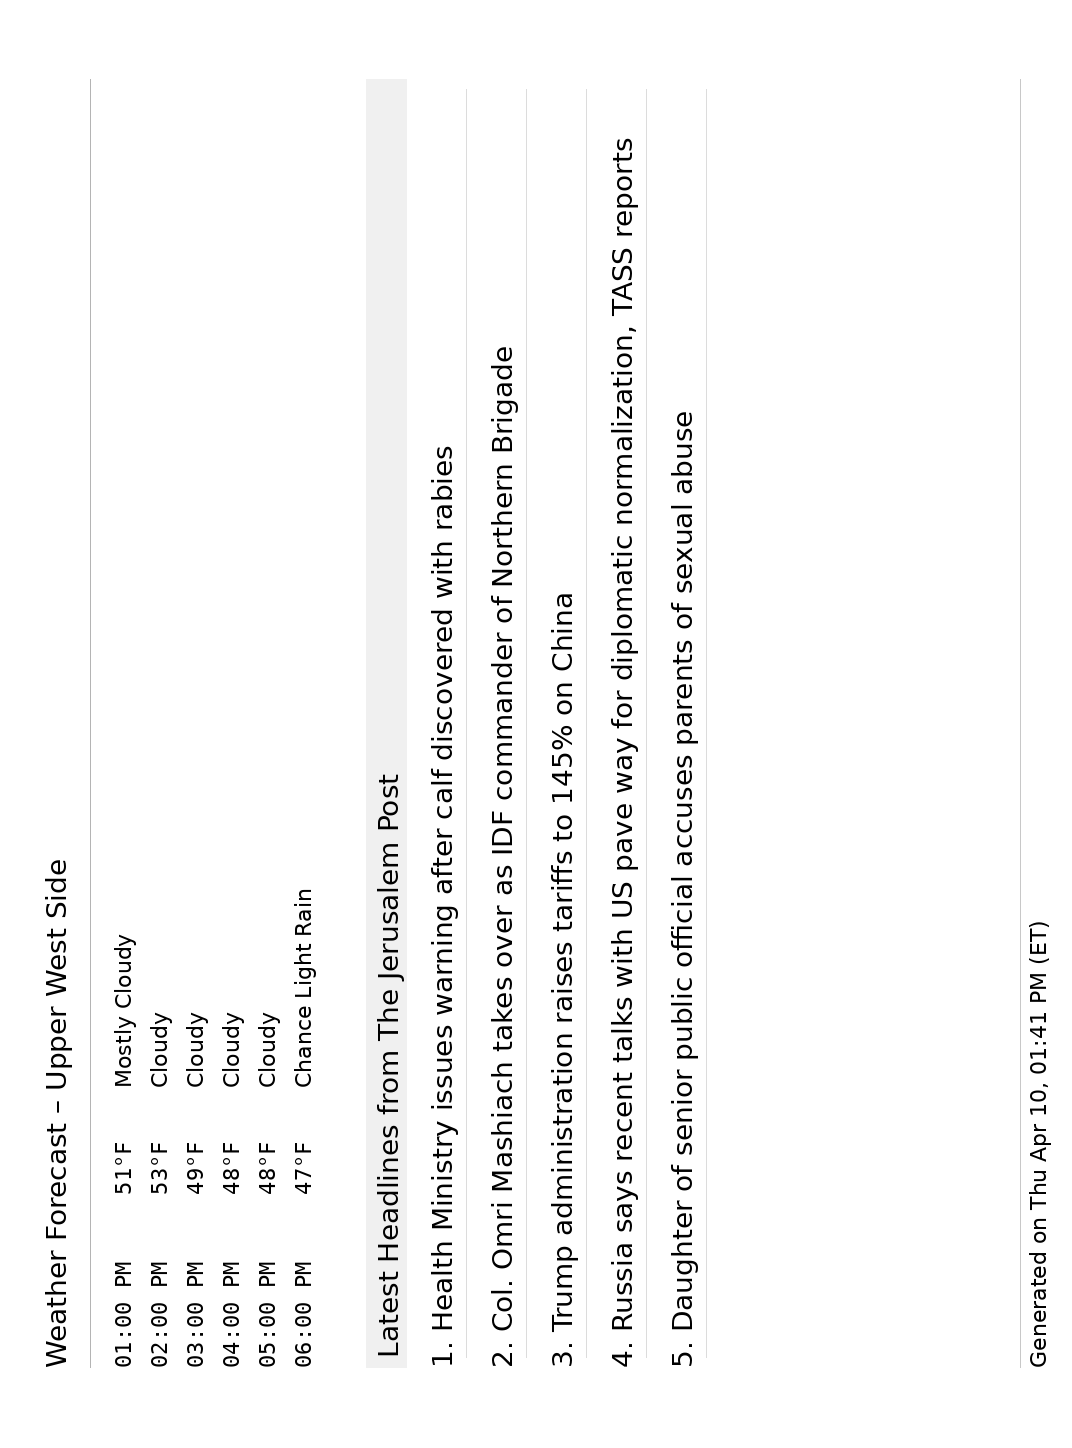 Weather Forecast – Upper West Side
01:00 PM 51°F Mostly Cloudy
02:00 PM 53°F Cloudy
03:00 PM 49°F Cloudy
04:00 PM 48°F Cloudy
05:00 PM 48°F Cloudy
06:00 PM 47°F Chance Light Rain
Latest Headlines from The Jerusalem Post
1. Health Ministry issues warning after calf discovered with rabies
2. Col. Omri Mashiach takes over as IDF commander of Northern Brigade
3. Trump administration raises tariffs to 145% on China
4. Russia says recent talks with US pave way for diplomatic normalization, TASS reports
5. Daughter of senior public official accuses parents of sexual abuse
Generated on Thu Apr 10, 01:41 PM (ET)